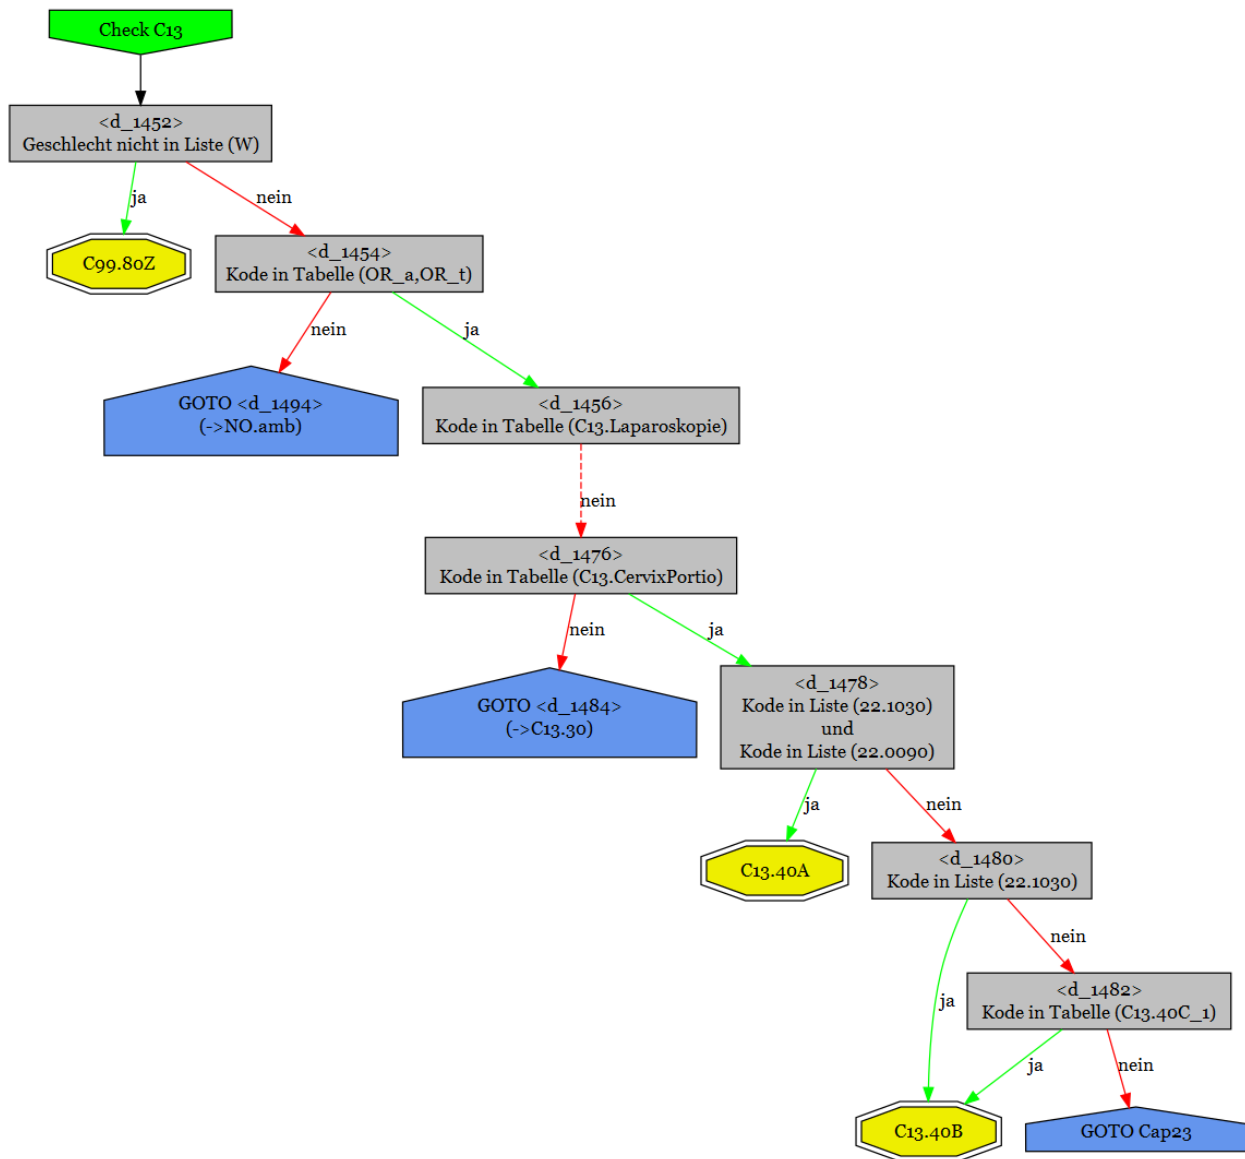 Check C13
<d_1452>
Geschlecht nicht in Liste (W)
ja
nein
C99.80Z
<d_1454>
Kode in Tabelle (OR_a,OR_t)
nein
ja
GOTO <d_1494>
(->NO.amb)
<d_1456>
Kode in Tabelle (C13.Laparoskopie)
nein
<d_1476>
Kode in Tabelle (C13.CervixPortio)
nein
ja
GOTO <d_1484>
(->C13.30)
<d_1478>
Kode in Liste (22.1030)
und
Kode in Liste (22.0090)
ja
nein
C13.40A
<d_1480>
Kode in Liste (22.1030)
nein
ja
<d_1482>
Kode in Tabelle (C13.40C_1)
ja
nein
C13.40B
GOTO Cap23